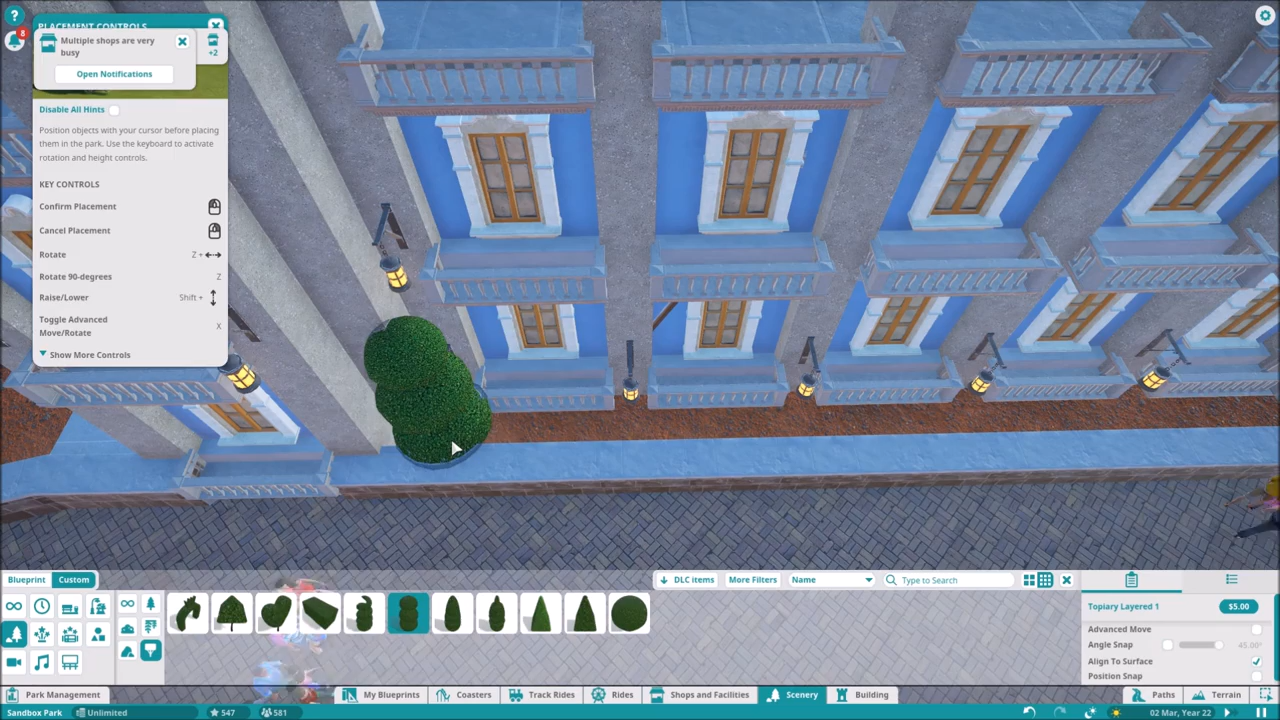 ?
PLACEMENT CONTROLS
8
Multiple shops are very
busy
+2
Open Notifications
Disable All Hints
Position objects with your cursor before placing
them in the park. Use the keyboard to activate
rotation and height controls.
KEY CONTROLS
Confirm Placement
Cancel Placement
Rotate Z +
Rotate 90-degrees Z
Raise/Lower Shift +
Toggle Advanced
Move/Rotate X
Show More Controls
Blueprint Custom
DLC items More Filters Name Type to Search
Topiary Layered 1 $5.00
Advanced Move
Angle Snap 45.00°
Align To Surface
Position Snap
Park Management My Blueprints Coasters Track Rides Rides Shops and Facilities Scenery Building Paths Terrain
Sandbox Park Unlimited 547 581 02 Mar, Year 22